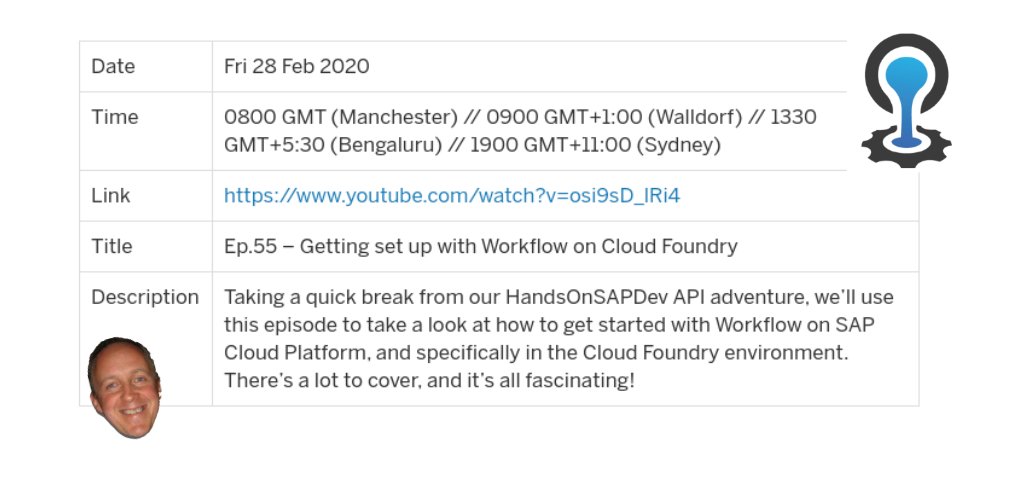 Date
Fri 28 Feb 2020
Time
0800 GMT (Manchester) // 0900 GMT+1:00 (Walldorf) // 1330
GMT+5:30 (Bengaluru) // 1900 GMT+11:00 (Sydney)
Link
https://www.youtube.com/watch?v=osi9sD_lRi4
Title
Ep.55 – Getting set up with Workflow on Cloud Foundry
Description
Taking a quick break from our HandsOnSAPDev API adventure, we’ll use
this episode to take a look at how to get started with Workflow on SAP
Cloud Platform, and specifically in the Cloud Foundry environment.
There’s a lot to cover, and it’s all fascinating!